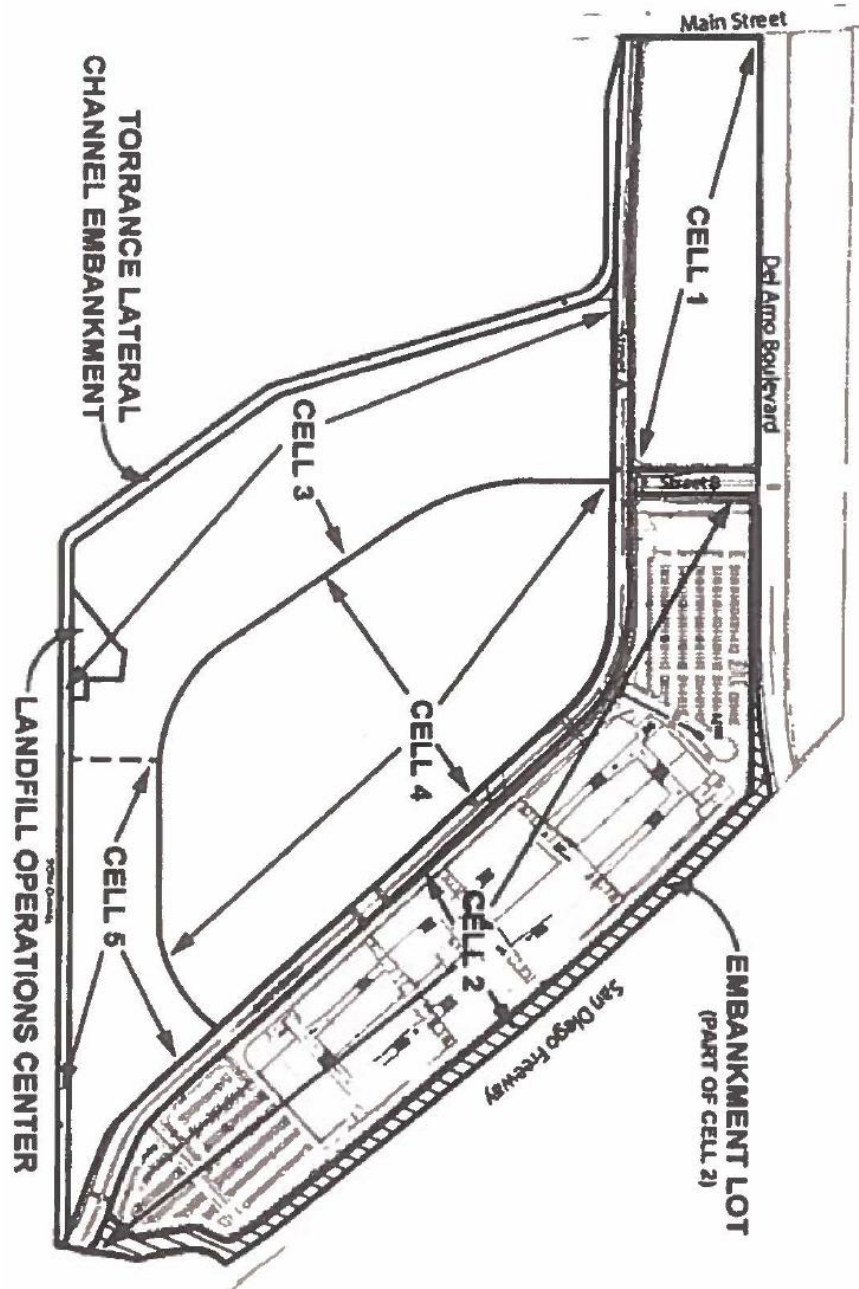 Main Street
Del Amo Boulevard
CELL 1
Street A
Street B
TORRANCE LATERAL
CHANNEL EMBANKMENT
CELL 3
CELL 4
CELL 2
EMBANKMENT LOT
(PART OF CELL 2)
San Diego Freeway
CELL 5
LANDFILL OPERATIONS CENTER